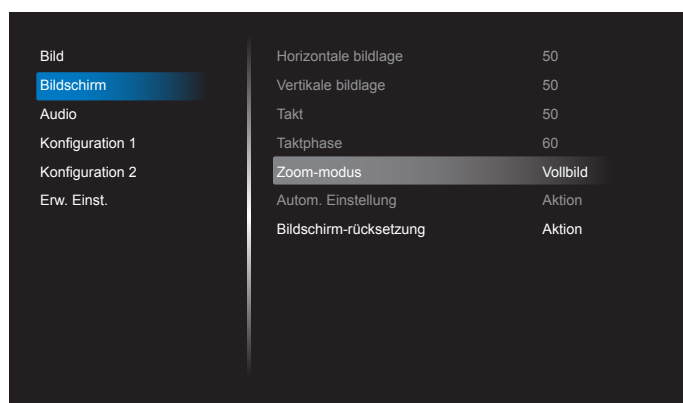 Bild
Bildschirm
Audio
Konfiguration 1
Konfiguration 2
Erw. Einst.
Horizontale bildlage 50
Vertikale bildlage 50
Takt 50
Taktphase 60
Zoom-modus Vollbild
Autom. Einstellung Aktion
Bildschirm-rücksetzung Aktion